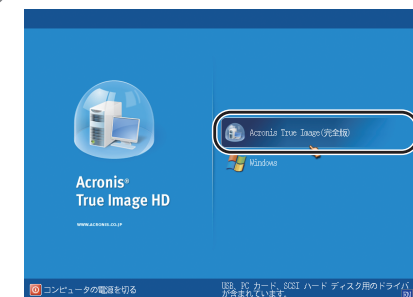 Acronis True Image(完全版)
Windows
Acronis®
True Image HD
WWW.ACRONIS.CO.JP
コンピュータの電源を切る
USB、PC カード、SCSI ハード ディスク用のドライバ
が含まれています。
EN